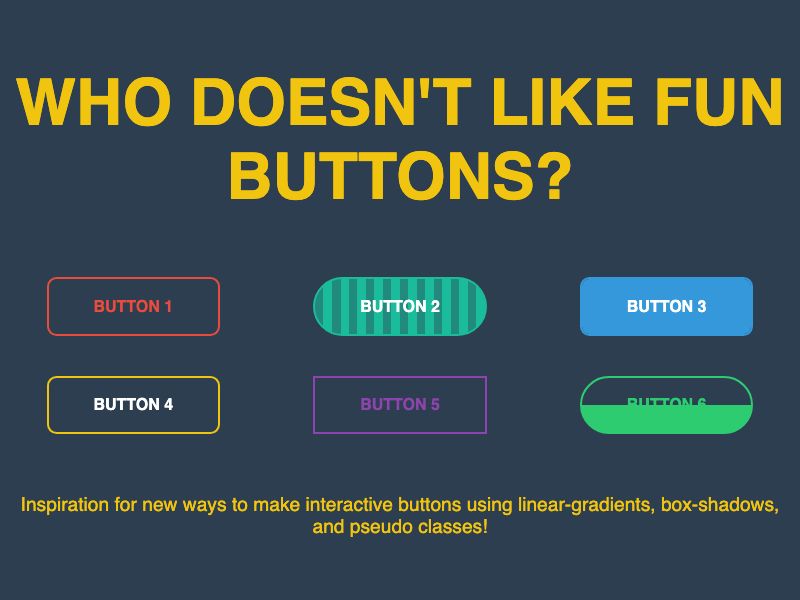 WHO DOESN'T LIKE FUN
BUTTONS?
BUTTON 1
BUTTON 2
BUTTON 3
BUTTON 4
BUTTON 5
BUTTON 6
Inspiration for new ways to make interactive buttons using linear-gradients, box-shadows,
and pseudo classes!